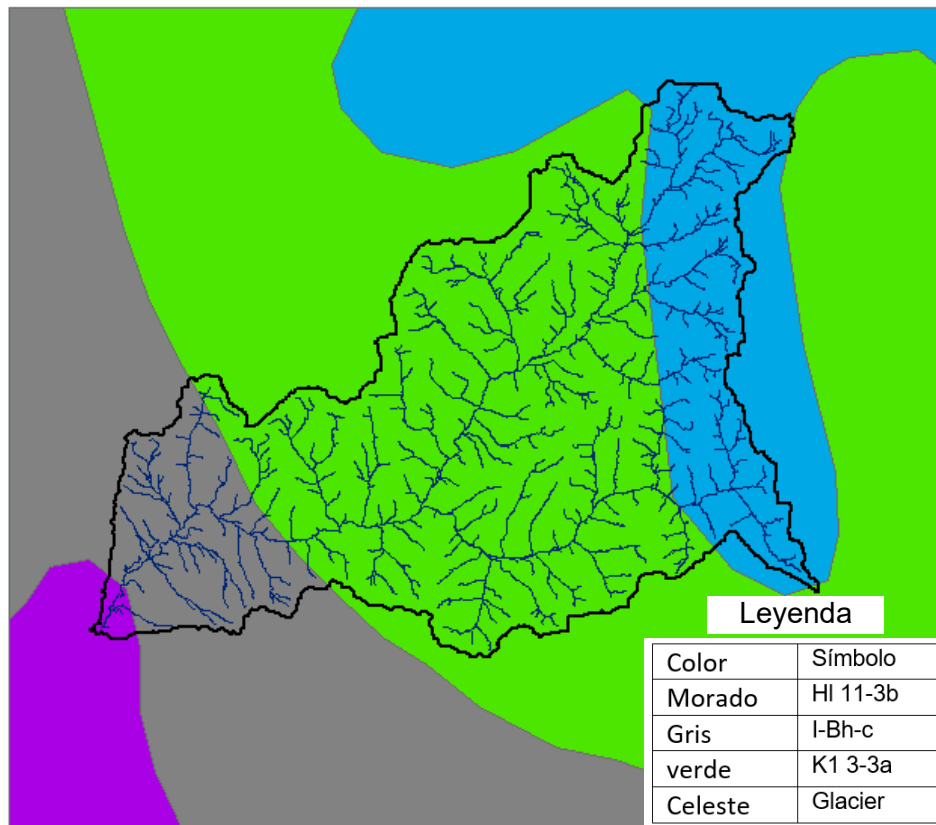 Leyenda
Color Símbolo
Morado Hl 11-3b
Gris I-Bh-c
verde K1 3-3a
Celeste Glacier